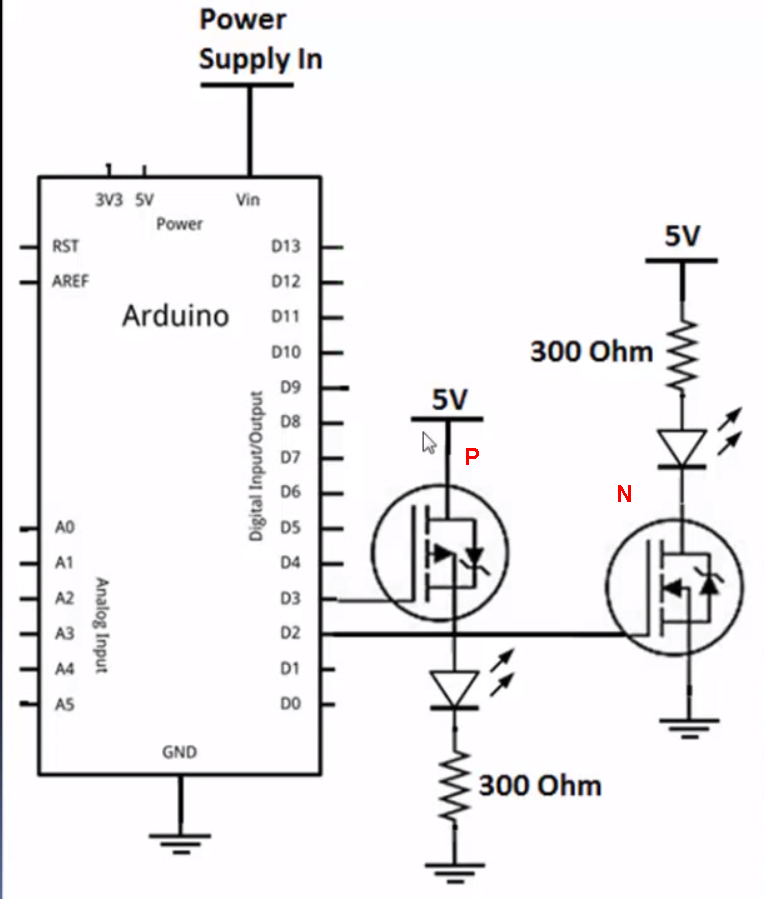 Power
Supply In
3V3 5V Vin
Power
RST
AREF
Arduino
D13
D12
D11
D10
D9
D8
D7
D6
D5
D4
D3
D2
D1
D0
Digital Input/Output
A0
A1
A2
A3
A4
A5
Analog Input
GND
5V
P
300 Ohm
5V
300 Ohm
N